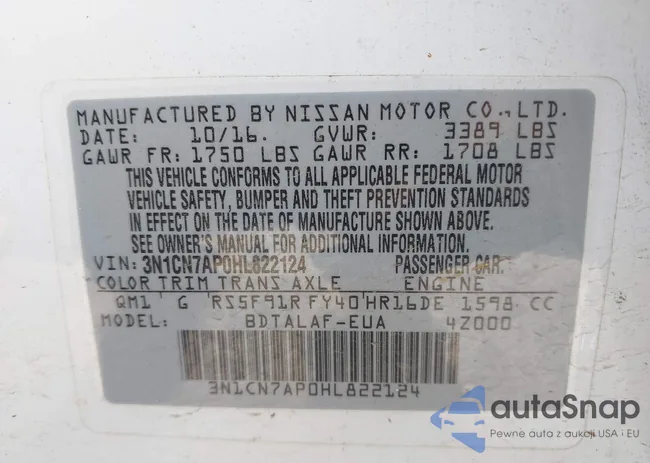 MANUFACTURED BY NISSAN MOTOR CO., LTD.
DATE: 10/16. GVWR: 3389 LBS
GAWR FR: 1750 LBS GAWR RR: 1708 LBS
THIS VEHICLE CONFORMS TO ALL APPLICABLE FEDERAL MOTOR
VEHICLE SAFETY, BUMPER AND THEFT PREVENTION STANDARDS
IN EFFECT ON THE DATE OF MANUFACTURE SHOWN ABOVE.
SEE OWNER'S MANUAL FOR ADDITIONAL INFORMATION.
VIN: 3N1CN7AP0HL822124 PASSENGER CAR.
COLOR TRIM TRANS AXLE ENGINE
QM1 G RS5F91R FY40 HR16DE 1598 CC
MODEL: BDTALAF-EUA 4Z000
3N1CN7AP0HL822124
autaSnap
Pewne auta z aukcji USA i EU